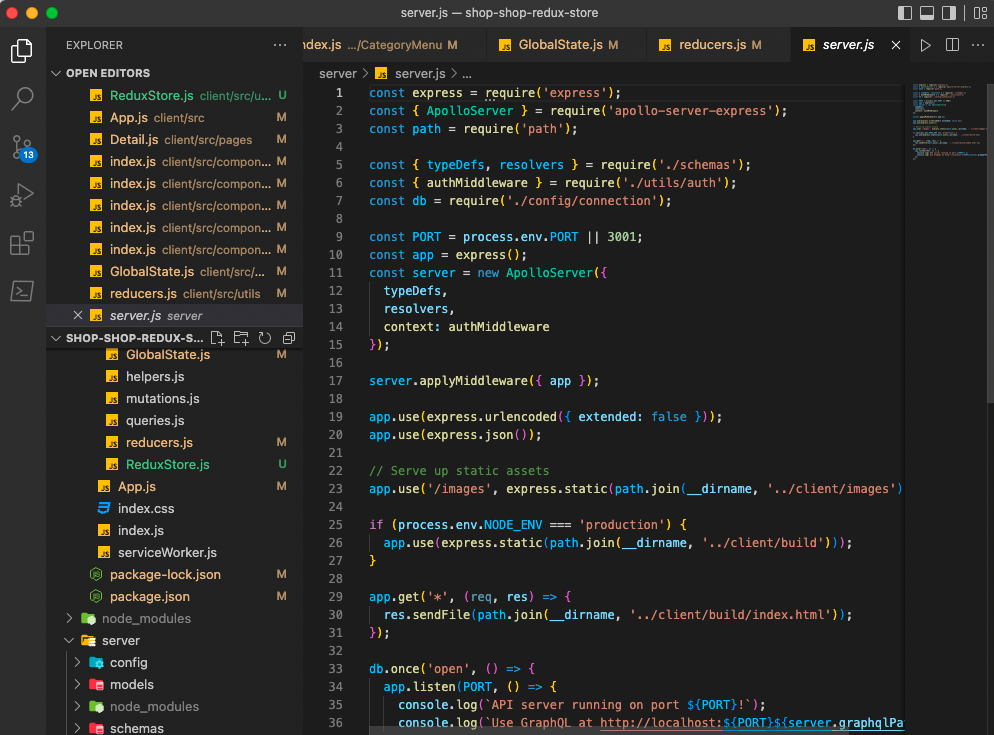 server.js — shop-shop-redux-store
EXPLORER
OPEN EDITORS
ReduxStore.js client/src/u... U
App.js client/src M
Detail.js client/src/pages M
index.js client/src/compon... M
index.js client/src/compon... M
index.js client/src/compon... M
index.js client/src/compon... M
index.js client/src/compon... M
GlobalState.js client/src/... M
reducers.js client/src/utils M
server.js server
SHOP-SHOP-REDUX-S...
GlobalState.js M
helpers.js
mutations.js
queries.js
reducers.js M
ReduxStore.js U
App.js M
index.css
index.js
serviceWorker.js
package-lock.json M
package.json M
node_modules
server
config
models
node_modules
schemas
13
ndex.js .../CategoryMenu M
GlobalState.js M
reducers.js M
server.js
server > server.js > ...
1 const express = require('express');
2 const { ApolloServer } = require('apollo-server-express');
3 const path = require('path');
4
5 const { typeDefs, resolvers } = require('./schemas');
6 const { authMiddleware } = require('./utils/auth');
7 const db = require('./config/connection');
8
9 const PORT = process.env.PORT || 3001;
10 const app = express();
11 const server = new ApolloServer({
12 typeDefs,
13 resolvers,
14 context: authMiddleware
15 });
16
17 server.applyMiddleware({ app });
18
19 app.use(express.urlencoded({ extended: false }));
20 app.use(express.json());
21
22 // Serve up static assets
23 app.use('/images', express.static(path.join(__dirname, '../client/images')
24
25 if (process.env.NODE_ENV === 'production') {
26 app.use(express.static(path.join(__dirname, '../client/build')));
27 }
28
29 app.get('*', (req, res) => {
30 res.sendFile(path.join(__dirname, '../client/build/index.html'));
31 });
32
33 db.once('open', () => {
34 app.listen(PORT, () => {
35 console.log(`API server running on port ${PORT}!`);
36 console.log(`Use GraphQL at http://localhost:${PORT}${server.graphqlPa